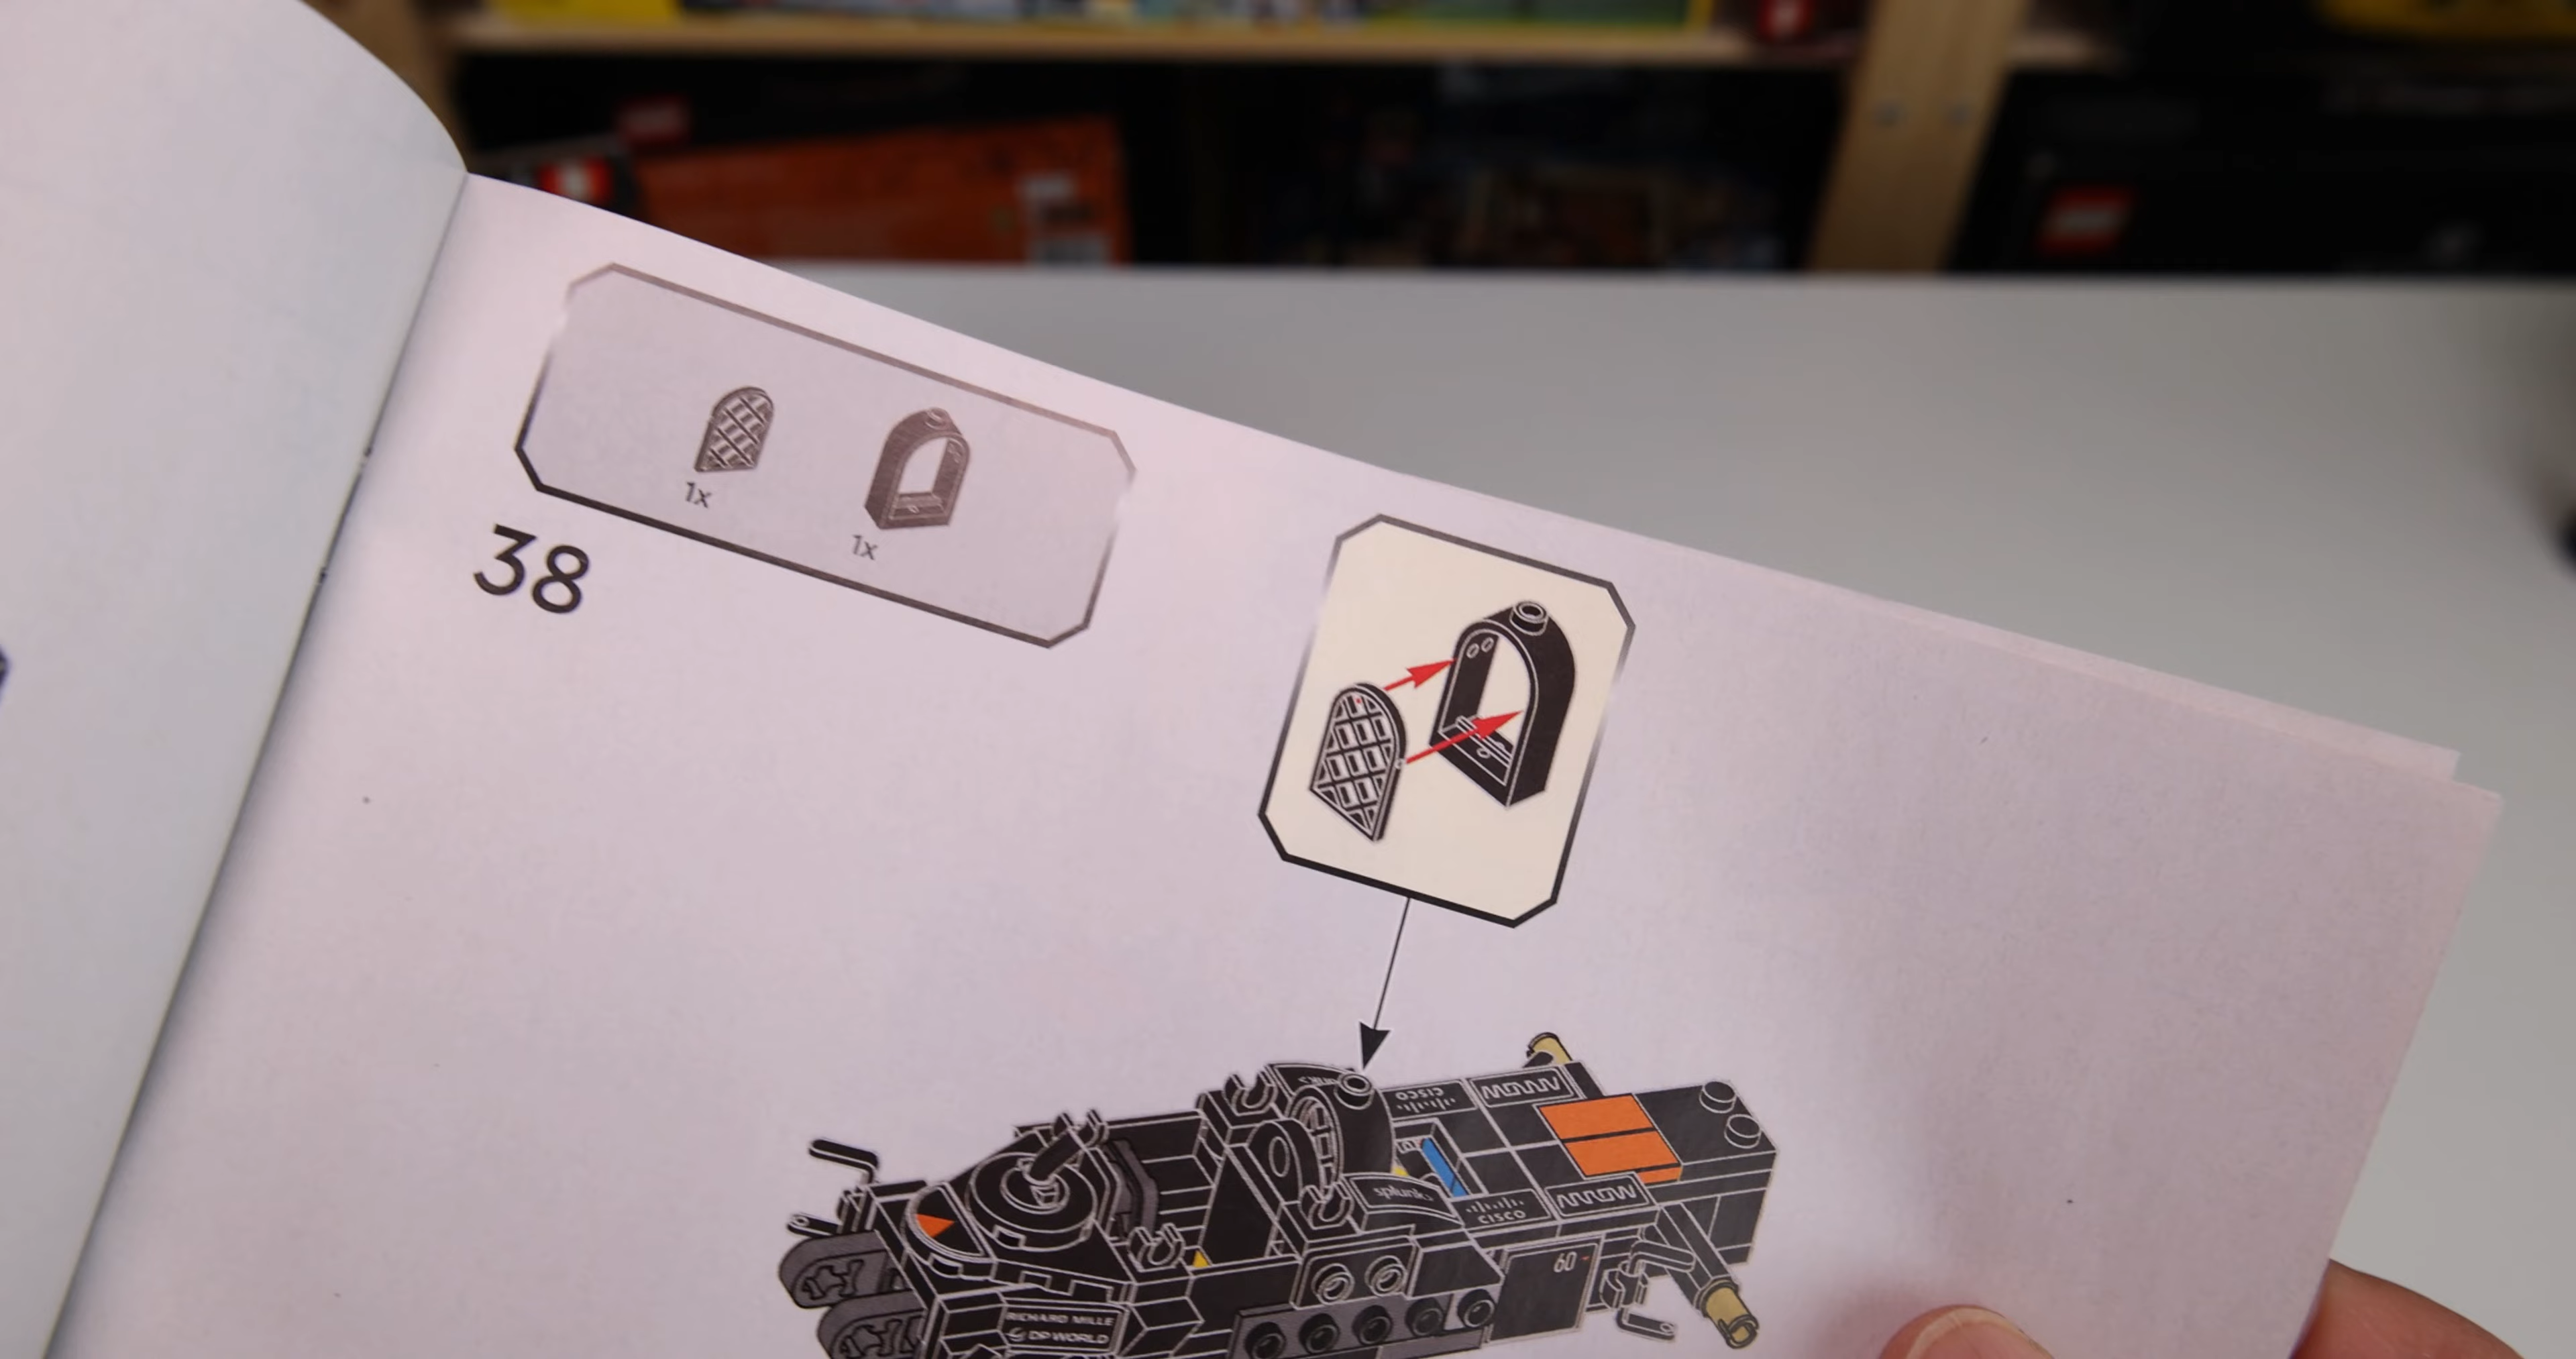 1x
1x
38
CISCO
splunk>
CISCO
60
RICHARD MILLE
DP WORLD